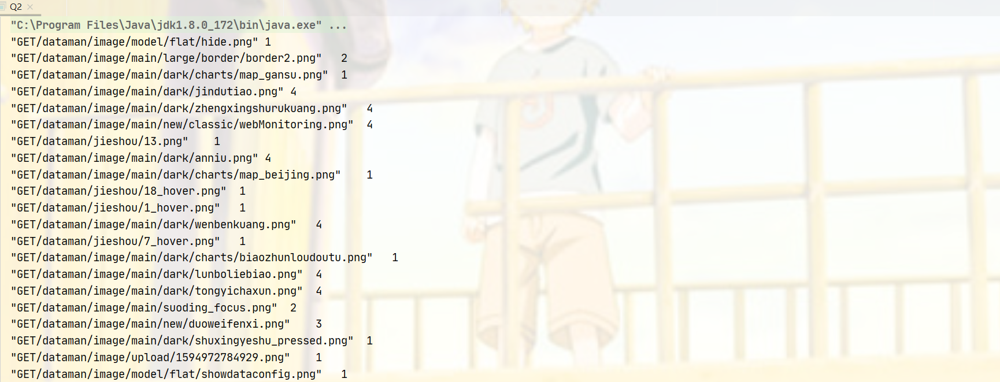 Q2
"C:\Program Files\Java\jdk1.8.0_172\bin\java.exe" ...
"GET/dataman/image/model/flat/hide.png" 1
"GET/dataman/image/main/large/border/border2.png" 2
"GET/dataman/image/main/dark/charts/map_gansu.png" 1
"GET/dataman/image/main/dark/jindutiao.png" 4
"GET/dataman/image/main/dark/zhengxingshurukuang.png" 4
"GET/dataman/image/main/new/classic/webMonitoring.png" 4
"GET/dataman/jieshou/13.png" 1
"GET/dataman/image/main/dark/anniu.png" 4
"GET/dataman/image/main/dark/charts/map_beijing.png" 1
"GET/dataman/jieshou/18_hover.png" 1
"GET/dataman/jieshou/1_hover.png" 1
"GET/dataman/image/main/dark/wenbenkuang.png" 4
"GET/dataman/jieshou/7_hover.png" 1
"GET/dataman/image/main/dark/charts/biaozhunloudoutu.png" 1
"GET/dataman/image/main/dark/lunboliebiao.png" 4
"GET/dataman/image/main/dark/tongyichaxun.png" 4
"GET/dataman/image/main/suoding_focus.png" 2
"GET/dataman/image/main/new/duoweifenxi.png" 3
"GET/dataman/image/main/dark/shuxingyeshu_pressed.png" 1
"GET/dataman/image/upload/1594972784929.png" 1
"GET/dataman/image/model/flat/showdataconfig.png" 1